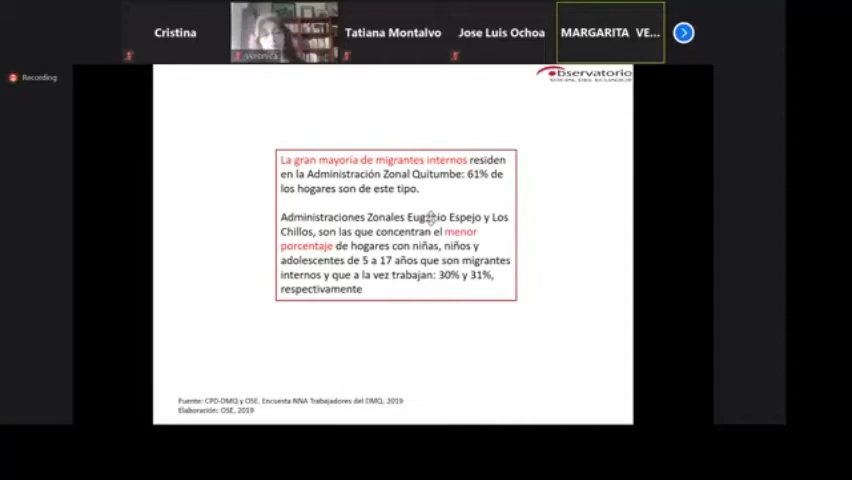 Cristina
Tatiana Montalvo
Jose Luis Ochoa
MARGARITA VE...
Veronica
Recording
Observatorio
SOCIAL DEL ECUADOR
La gran mayoría de migrantes internos residen
en la Administración Zonal Quitumbe: 61% de
los hogares son de este tipo.
Administraciones Zonales Eugenio Espejo y Los
Chillos, son las que concentran el menor
porcentaje de hogares con niñas, niños y
adolescentes de 5 a 17 años que son migrantes
internos y que a la vez trabajan: 30% y 31%,
respectivamente
Fuente: CPD-DMQ y OSE, Encuesta NNA Trabajadores del DMQ, 2019
Elaboración: OSE, 2019